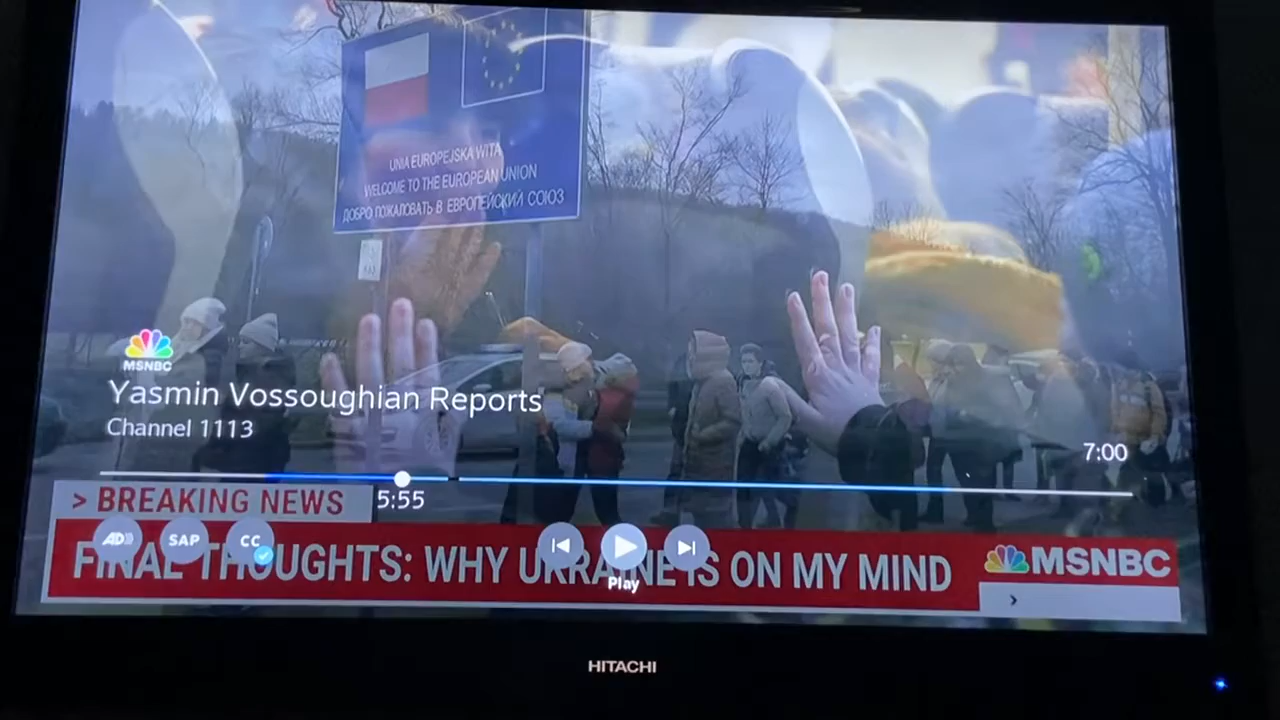 UNIA EUROPEJSKA WITA
WELCOME TO THE EUROPEAN UNION
ДОБРО ПОЖАЛОВАТЬ В ЕВРОПЕЙСКИЙ СОЮЗ
MSNBC
Yasmin Vossoughian Reports
Channel 1113
7:00
5:55
> BREAKING NEWS
AD
SAP
CC
FINAL THOUGHTS: WHY UKRAINE IS ON MY MIND
MSNBC
Play
HITACHI